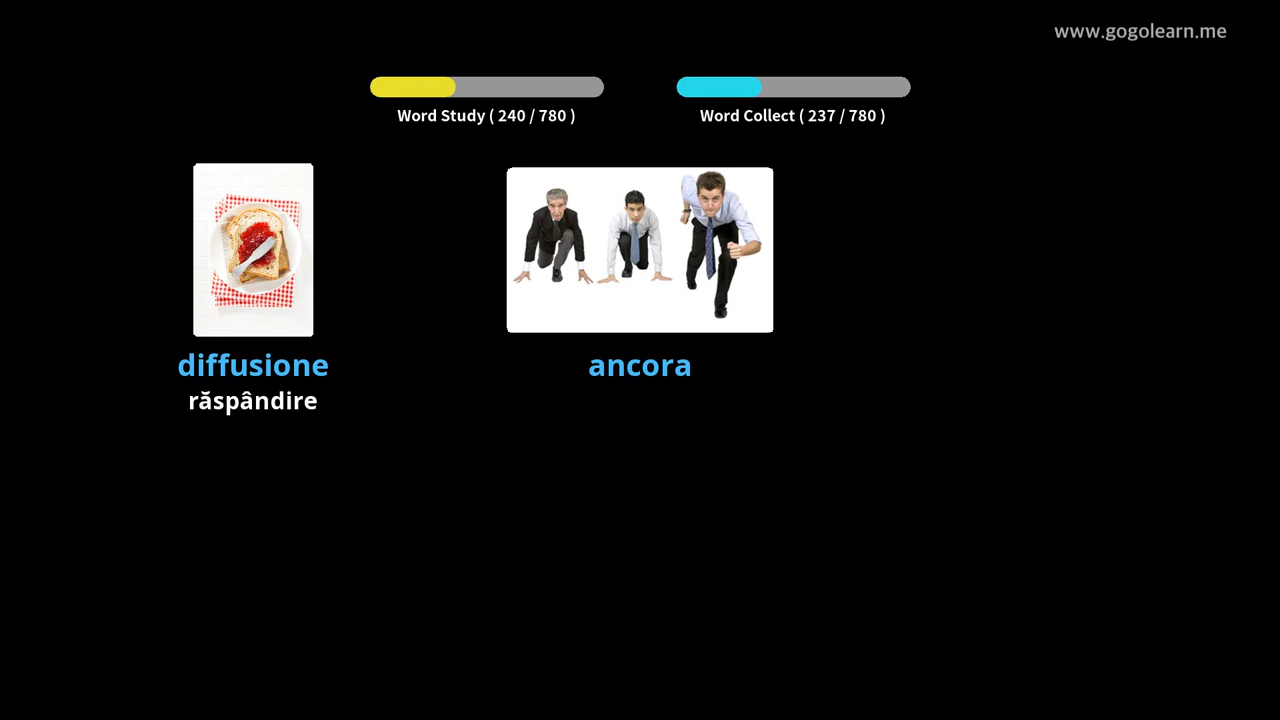 www.gogolearn.me
Word Study ( 240 / 780 )
Word Collect ( 237 / 780 )
diffusione
răspândire
ancora